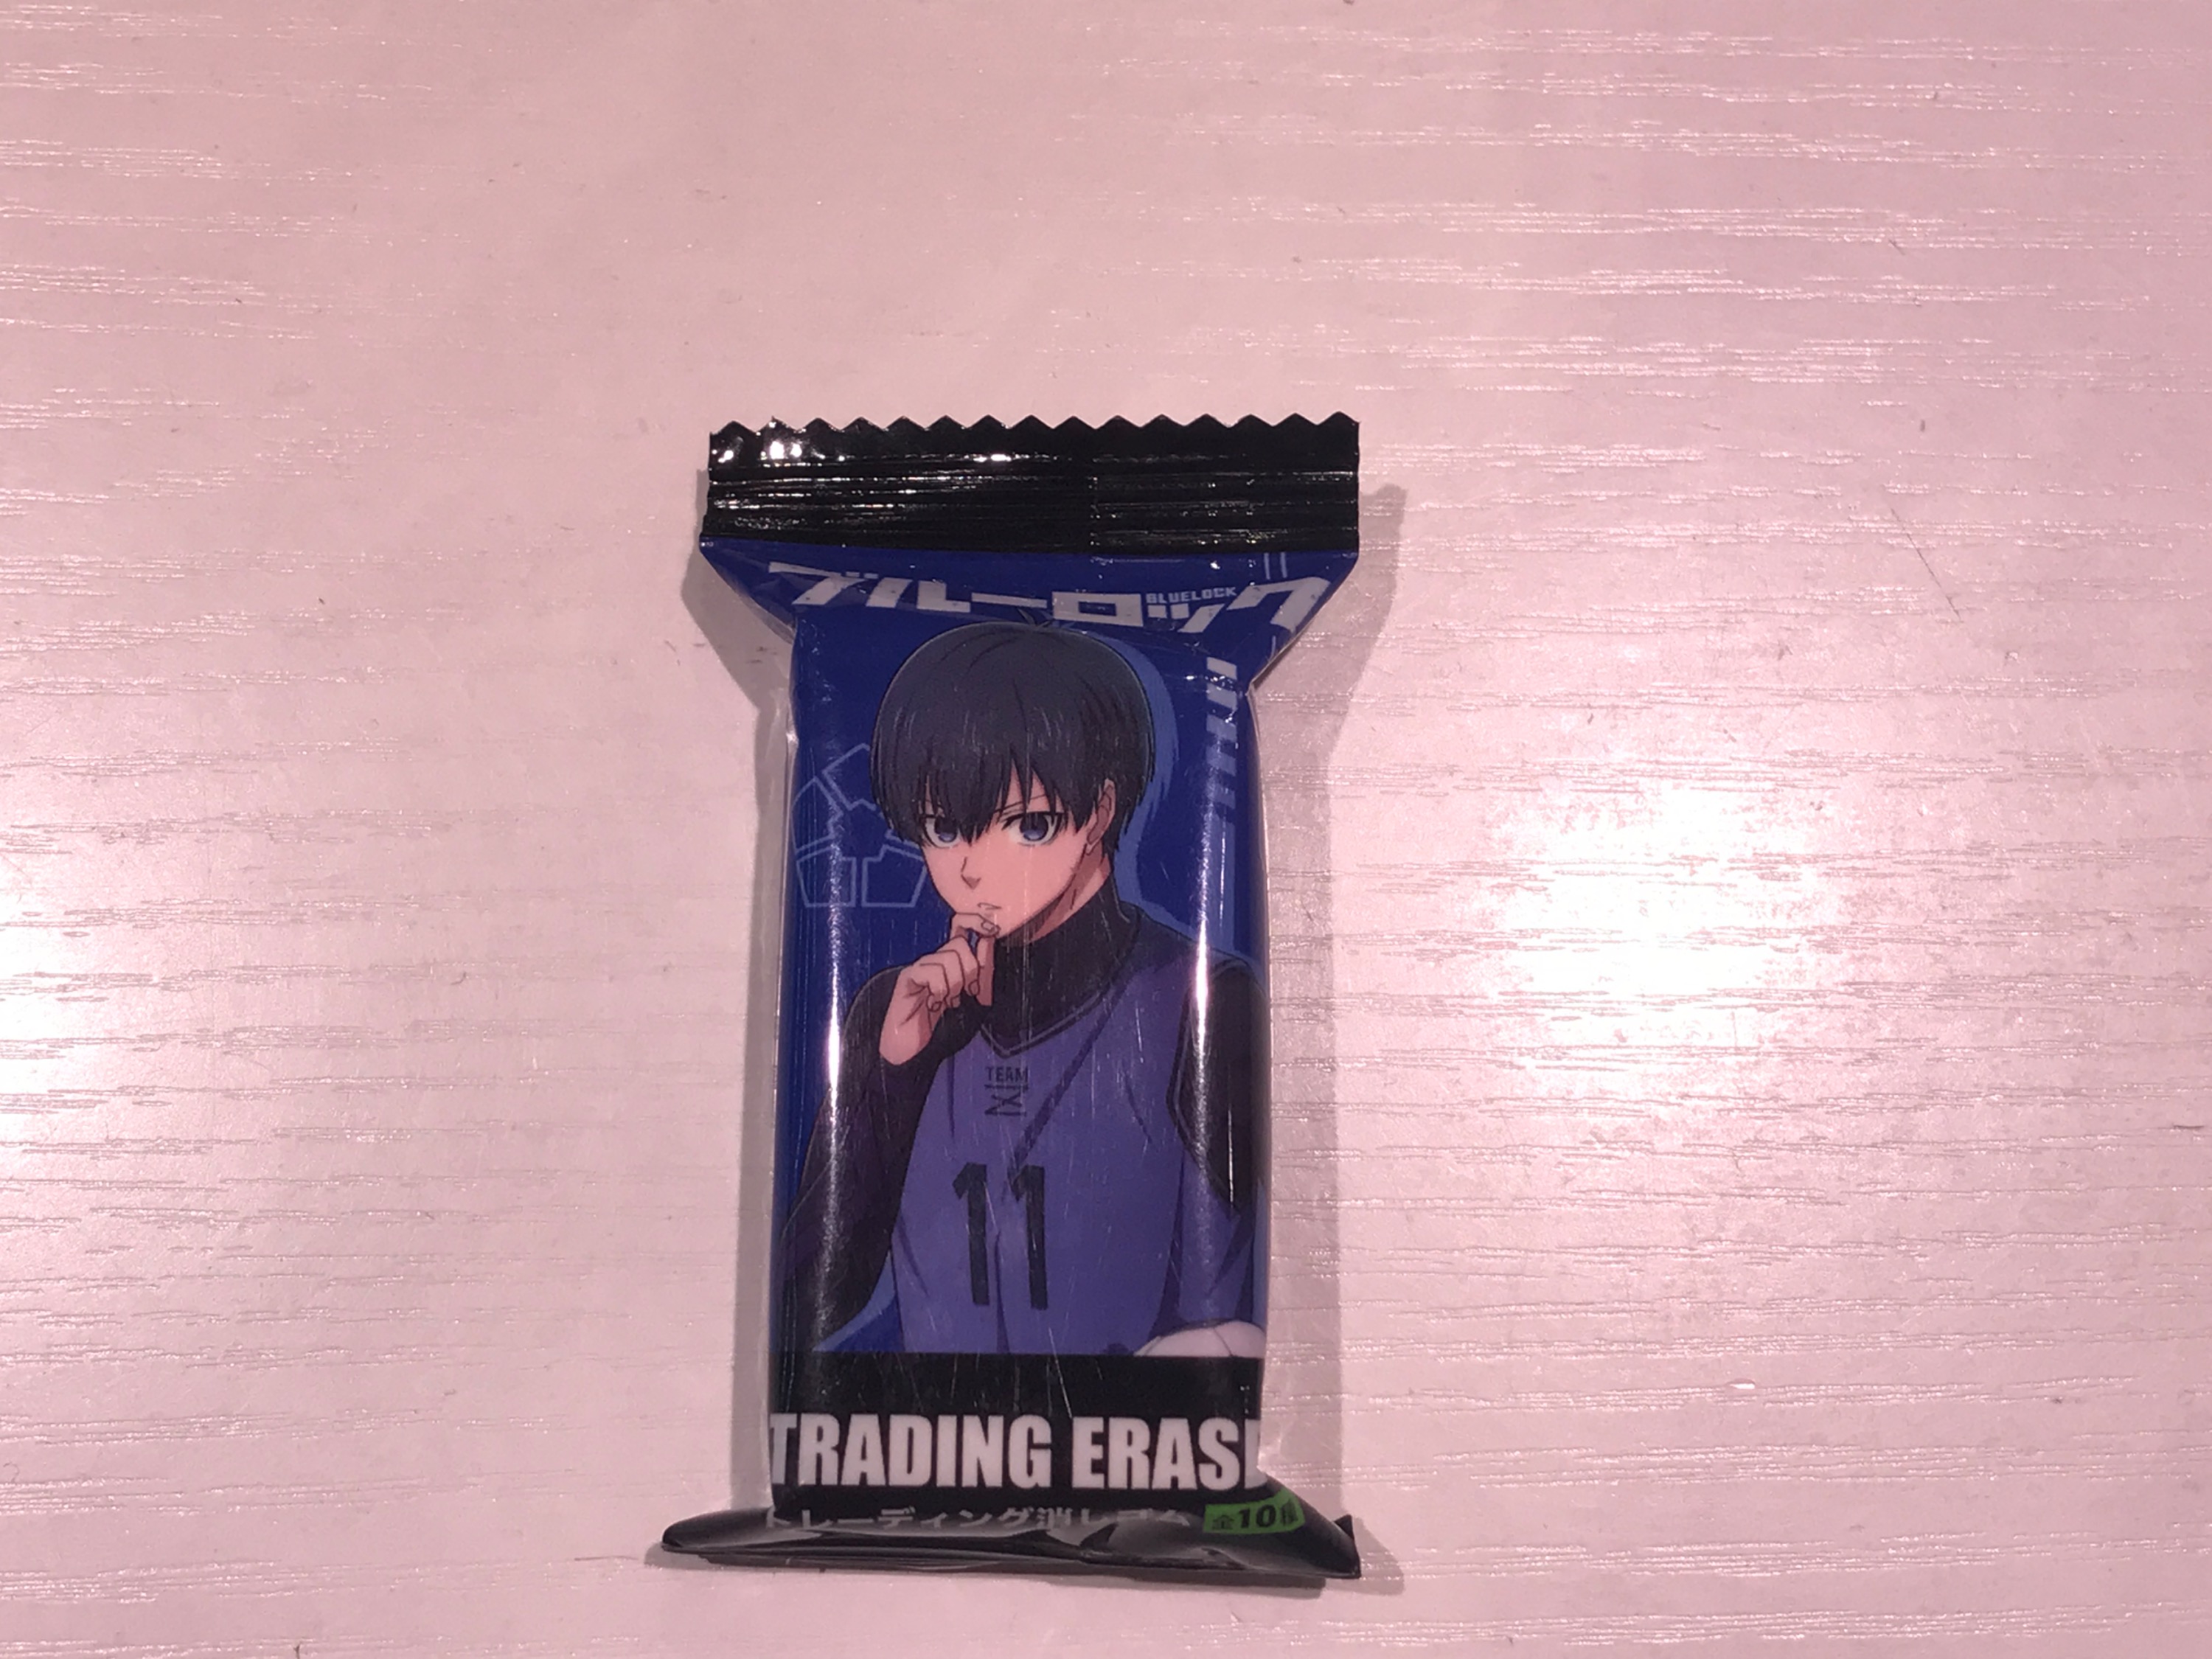 ブルーロック
BLUELOCK
TEAM
Z
11
TRADING ERASE
トレーディング消しゴム
全10種